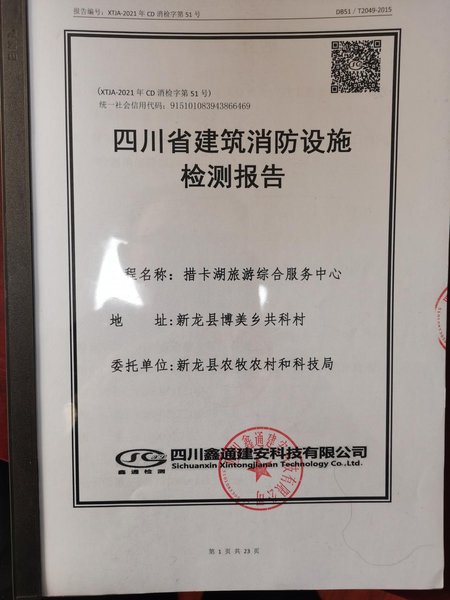 报告编号：XTJA-2021 年 CD 消检字第 51 号
DB51 / T2049-2015
(XTJA-2021 年 CD 消检字第 51 号)
统一社会信用代码：915101083943866469
四川省建筑消防设施
检测报告
程名称：措卡湖旅游综合服务中心
地 址:新龙县博美乡共科村
委托单位:新龙县农牧农村和科技局
鑫通检测
四川鑫通建安科技有限公司
Sichuanxin Xintongjianan Technology Co.,Ltd.
第 1 页 共 23 页